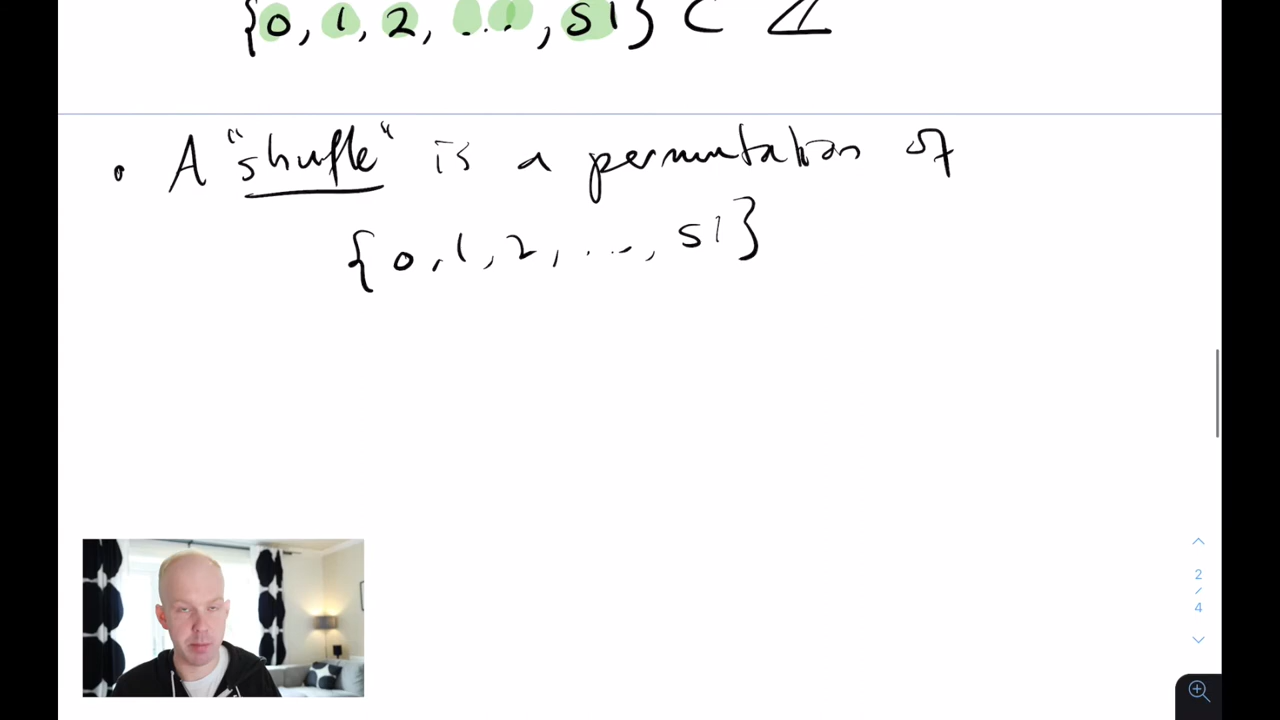 {0, 1, 2, ..., 51} ⊂ ℤ
• A "shuffle" is a permutation of
{0, 1, 2, ..., 51}
2
/
4